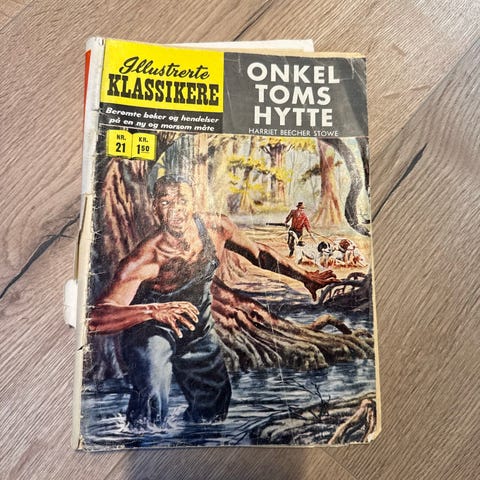 Illustrerte
KLASSIKERE
Berømte bøker og hendelser
på en ny og morsom måte
NR.
21
KR.
1.50
ONKEL
TOMS
HYTTE
HARRIET BEECHER STOWE